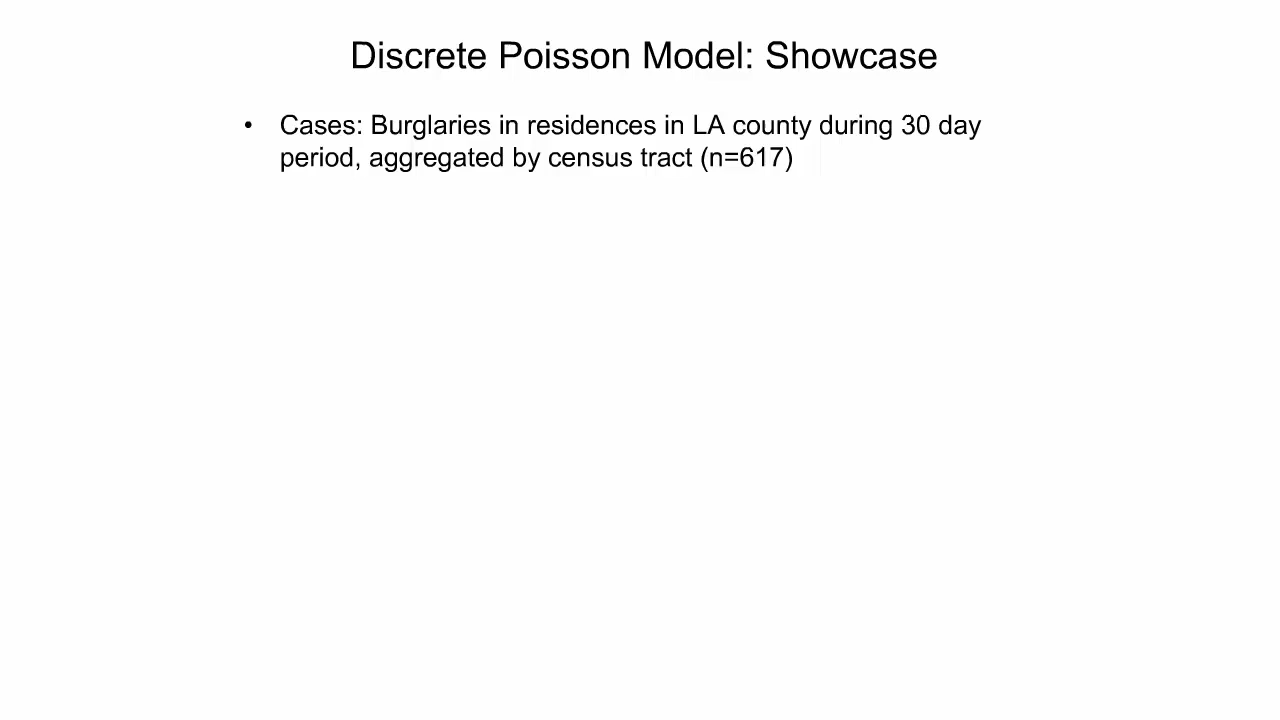 Discrete Poisson Model: Showcase
• Cases: Burglaries in residences in LA county during 30 day
period, aggregated by census tract (n=617)